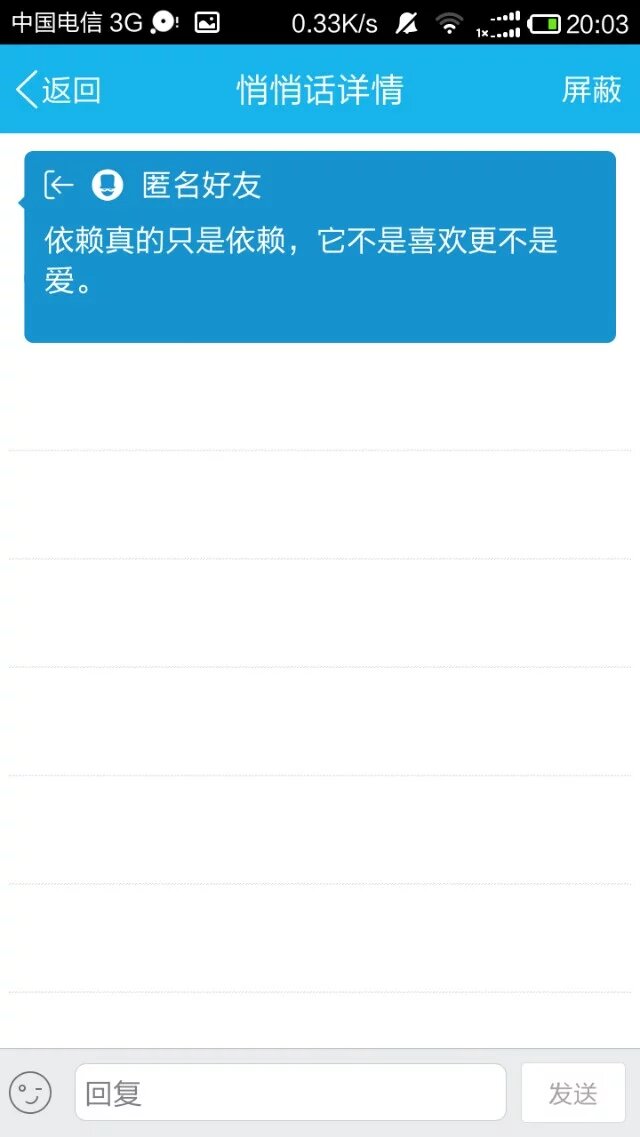 中国电信 3G 0.33K/s 1x 20:03
返回 悄悄话详情 屏蔽
匿名好友
依赖真的只是依赖，它不是喜欢更不是
爱。
回复 发送